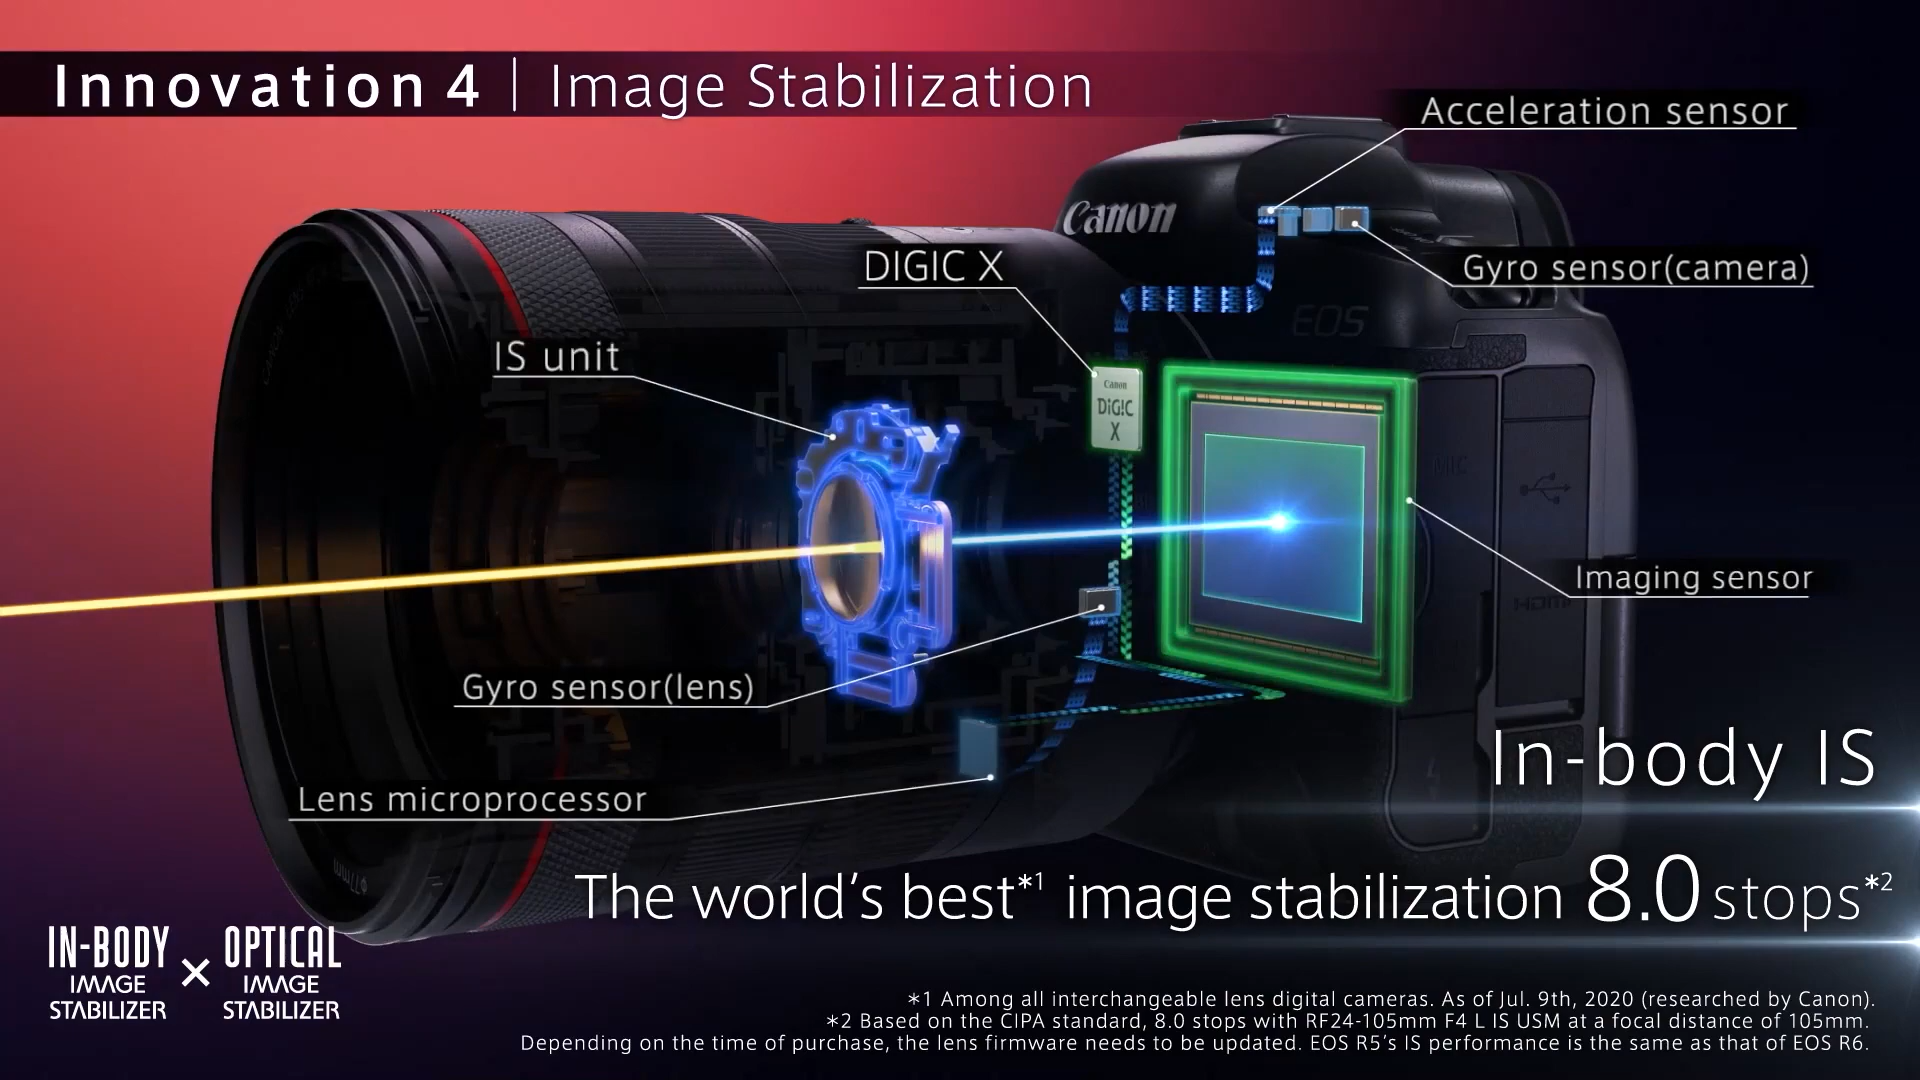 Innovation 4 | Image Stabilization
Acceleration sensor
Canon
DIGIC X
Gyro sensor(camera)
EOS
IS unit
Canon
DiG!C
X
MIC
Imaging sensor
HDMI
Gyro sensor(lens)
In-body IS
Lens microprocessor
The world's best*1 image stabilization 8.0 stops*2
ø77mm
IN-BODY
IMAGE
STABILIZER
×
OPTICAL
IMAGE
STABILIZER
*1 Among all interchangeable lens digital cameras. As of Jul. 9th, 2020 (researched by Canon).
*2 Based on the CIPA standard, 8.0 stops with RF24-105mm F4 L IS USM at a focal distance of 105mm.
Depending on the time of purchase, the lens firmware needs to be updated. EOS R5's IS performance is the same as that of EOS R6.